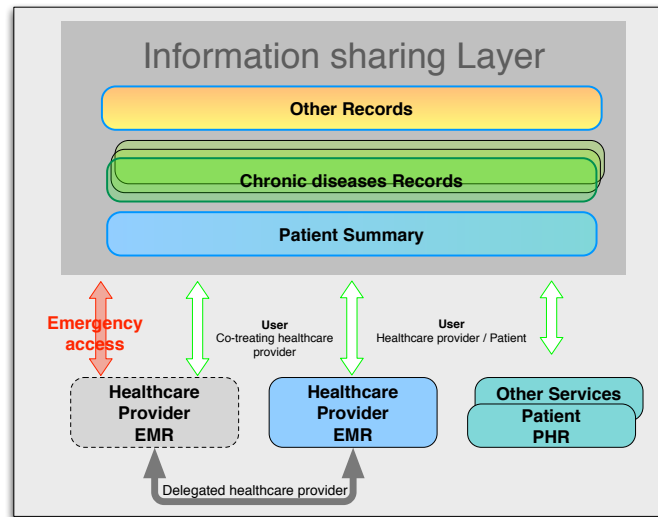 Information sharing Layer
Other Records
Chronic diseases Records
Patient Summary
Emergency
access
User
Co-treating healthcare
provider
User
Healthcare provider / Patient
Healthcare
Provider
EMR
Healthcare
Provider
EMR
Other Services
Patient
PHR
Delegated healthcare provider